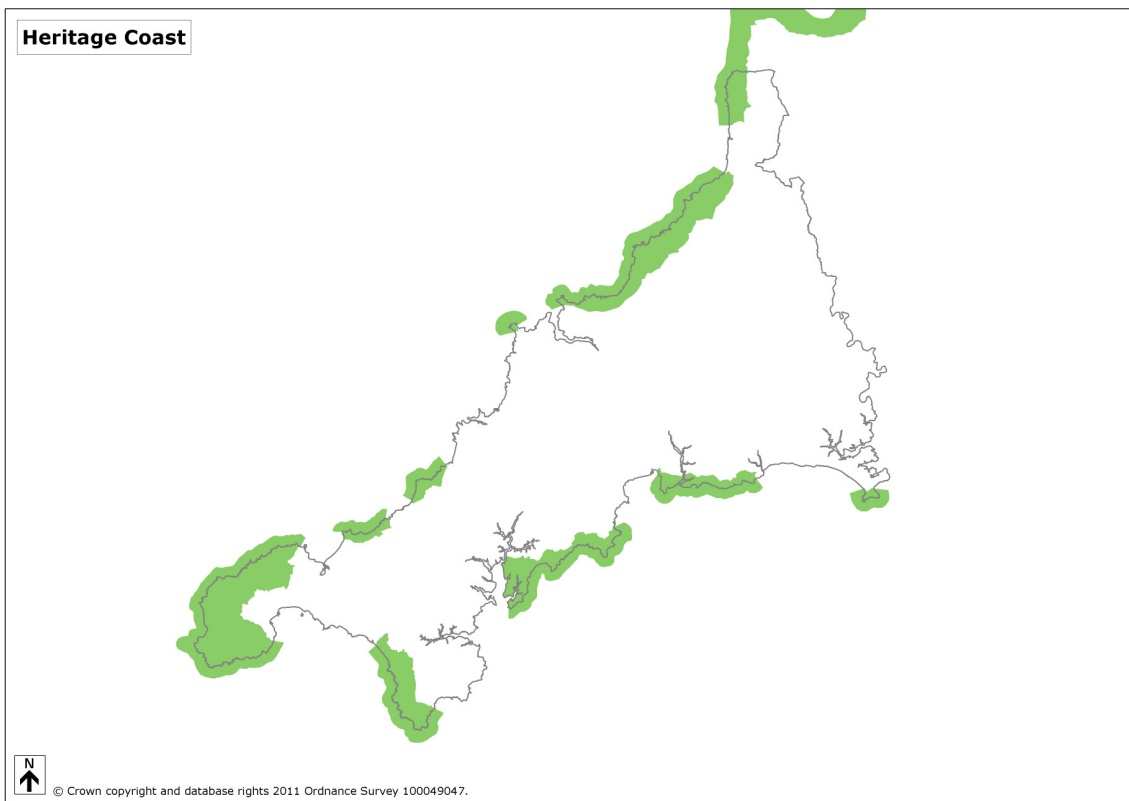 Heritage Coast
N
© Crown copyright and database rights 2011 Ordnance Survey 100049047.